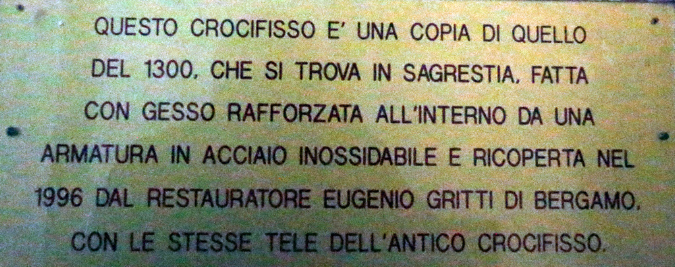 QUESTO CROCIFISSO E' UNA COPIA DI QUELLO
DEL 1300, CHE SI TROVA IN SAGRESTIA, FATTA
CON GESSO RAFFORZATA ALL'INTERNO DA UNA
ARMATURA IN ACCIAIO INOSSIDABILE E RICOPERTA NEL
1996 DAL RESTAURATORE EUGENIO GRITTI DI BERGAMO,
CON LE STESSE TELE DELL'ANTICO CROCIFISSO.